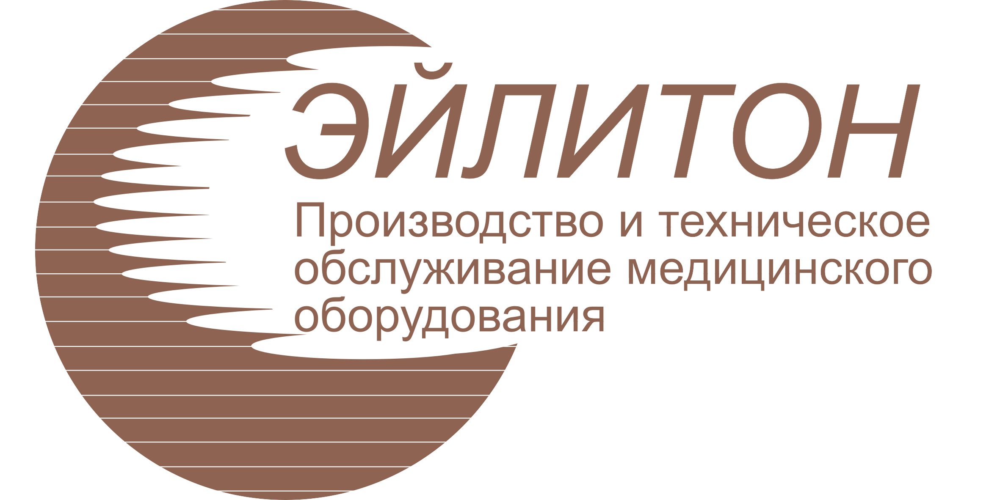 ЭЙЛИТОН
Производство и техническое
обслуживание медицинского
оборудования